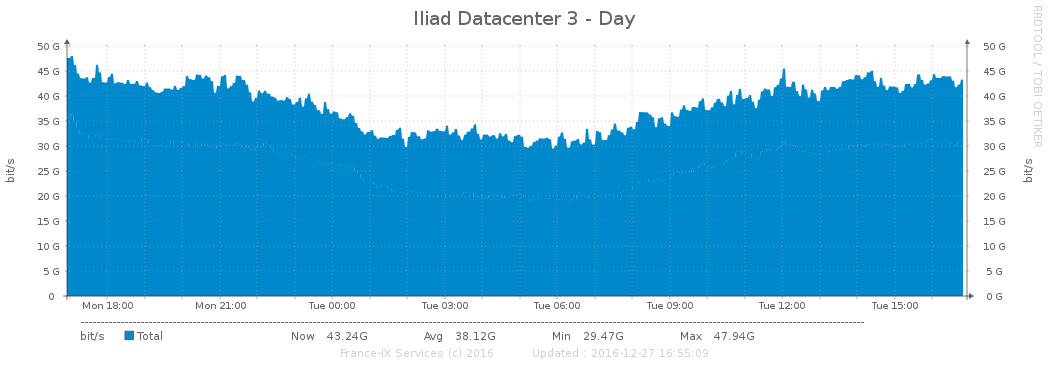 Iliad Datacenter 3 - Day
RRDTOOL / TOBI OETIKER
50 G 50 G
45 G 45 G
40 G 40 G
35 G 35 G
30 G 30 G
25 G 25 G
20 G 20 G
15 G 15 G
10 G 10 G
5 G 5 G
0 0 G
bit/s bit/s
Mon 18:00 Mon 21:00 Tue 00:00 Tue 03:00 Tue 06:00 Tue 09:00 Tue 12:00 Tue 15:00
bit/s Total Now 43.24G Avg 38.12G Min 29.47G Max 47.94G
France-IX Services (c) 2016 Updated : 2016-12-27 16:55:09